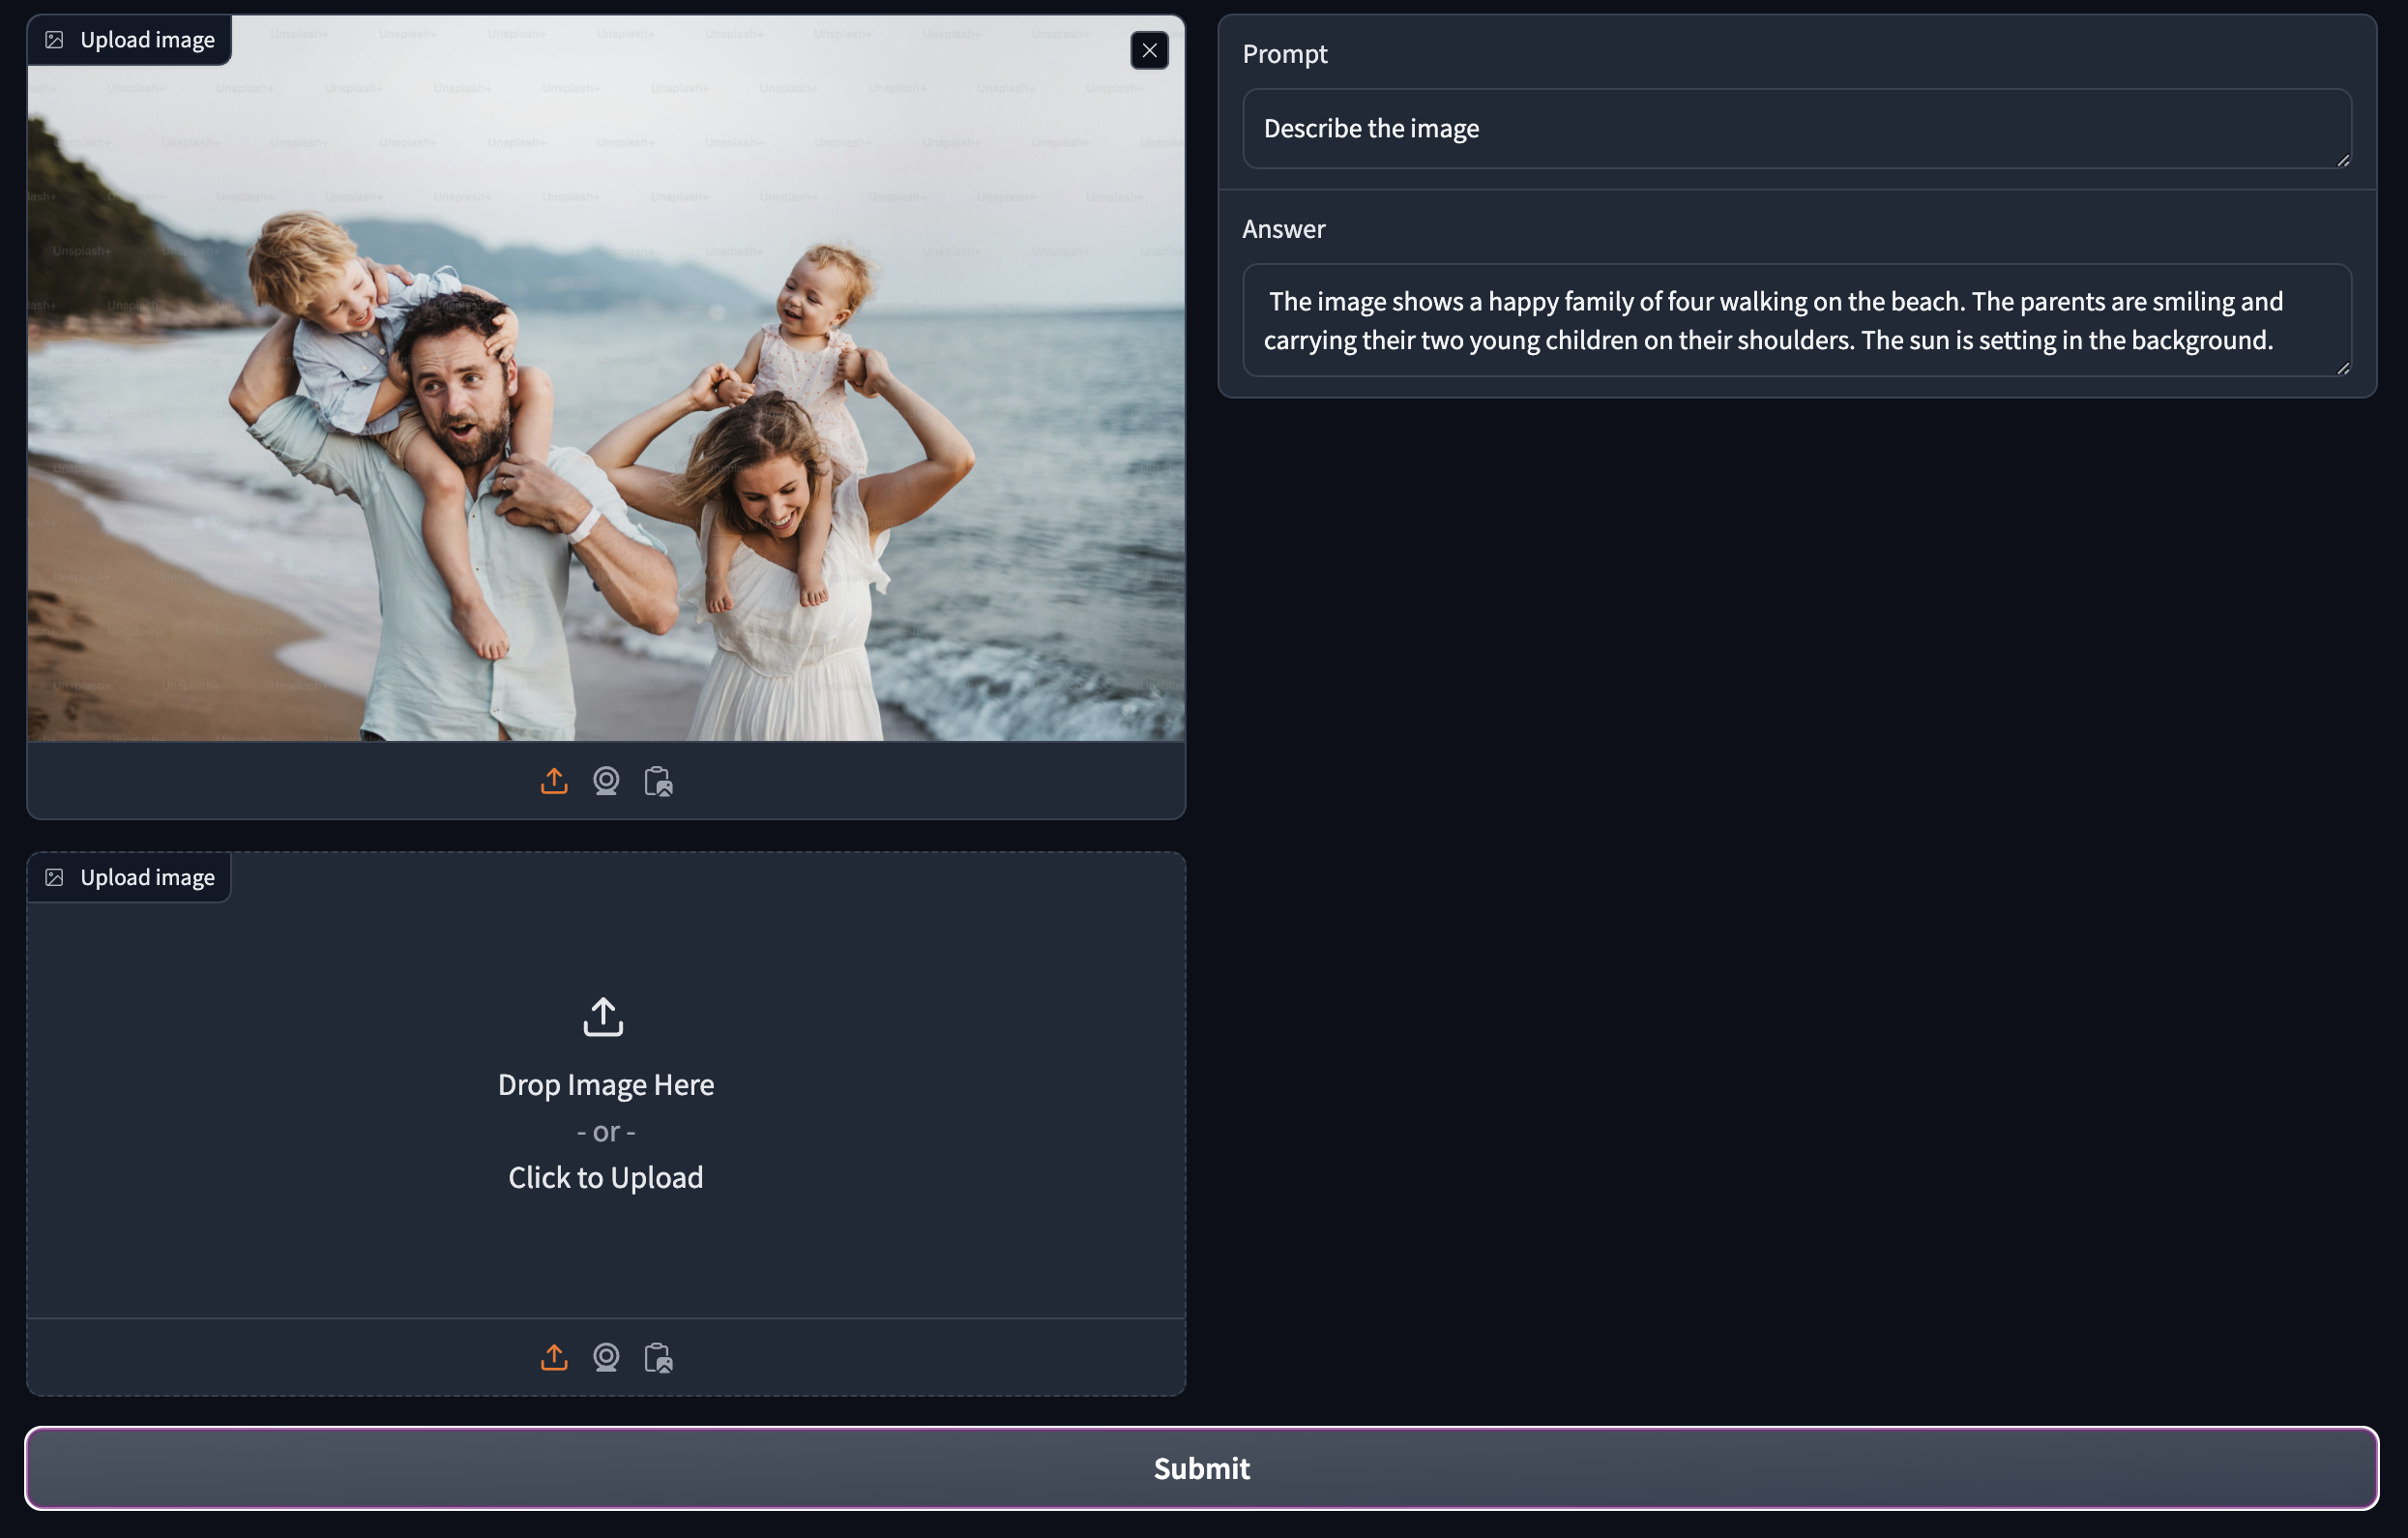 Upload image
Prompt
Describe the image
Answer
The image shows a happy family of four walking on the beach. The parents are smiling and
carrying their two young children on their shoulders. The sun is setting in the background.
Unsplash+
Upload image
Drop Image Here
- or -
Click to Upload
Submit